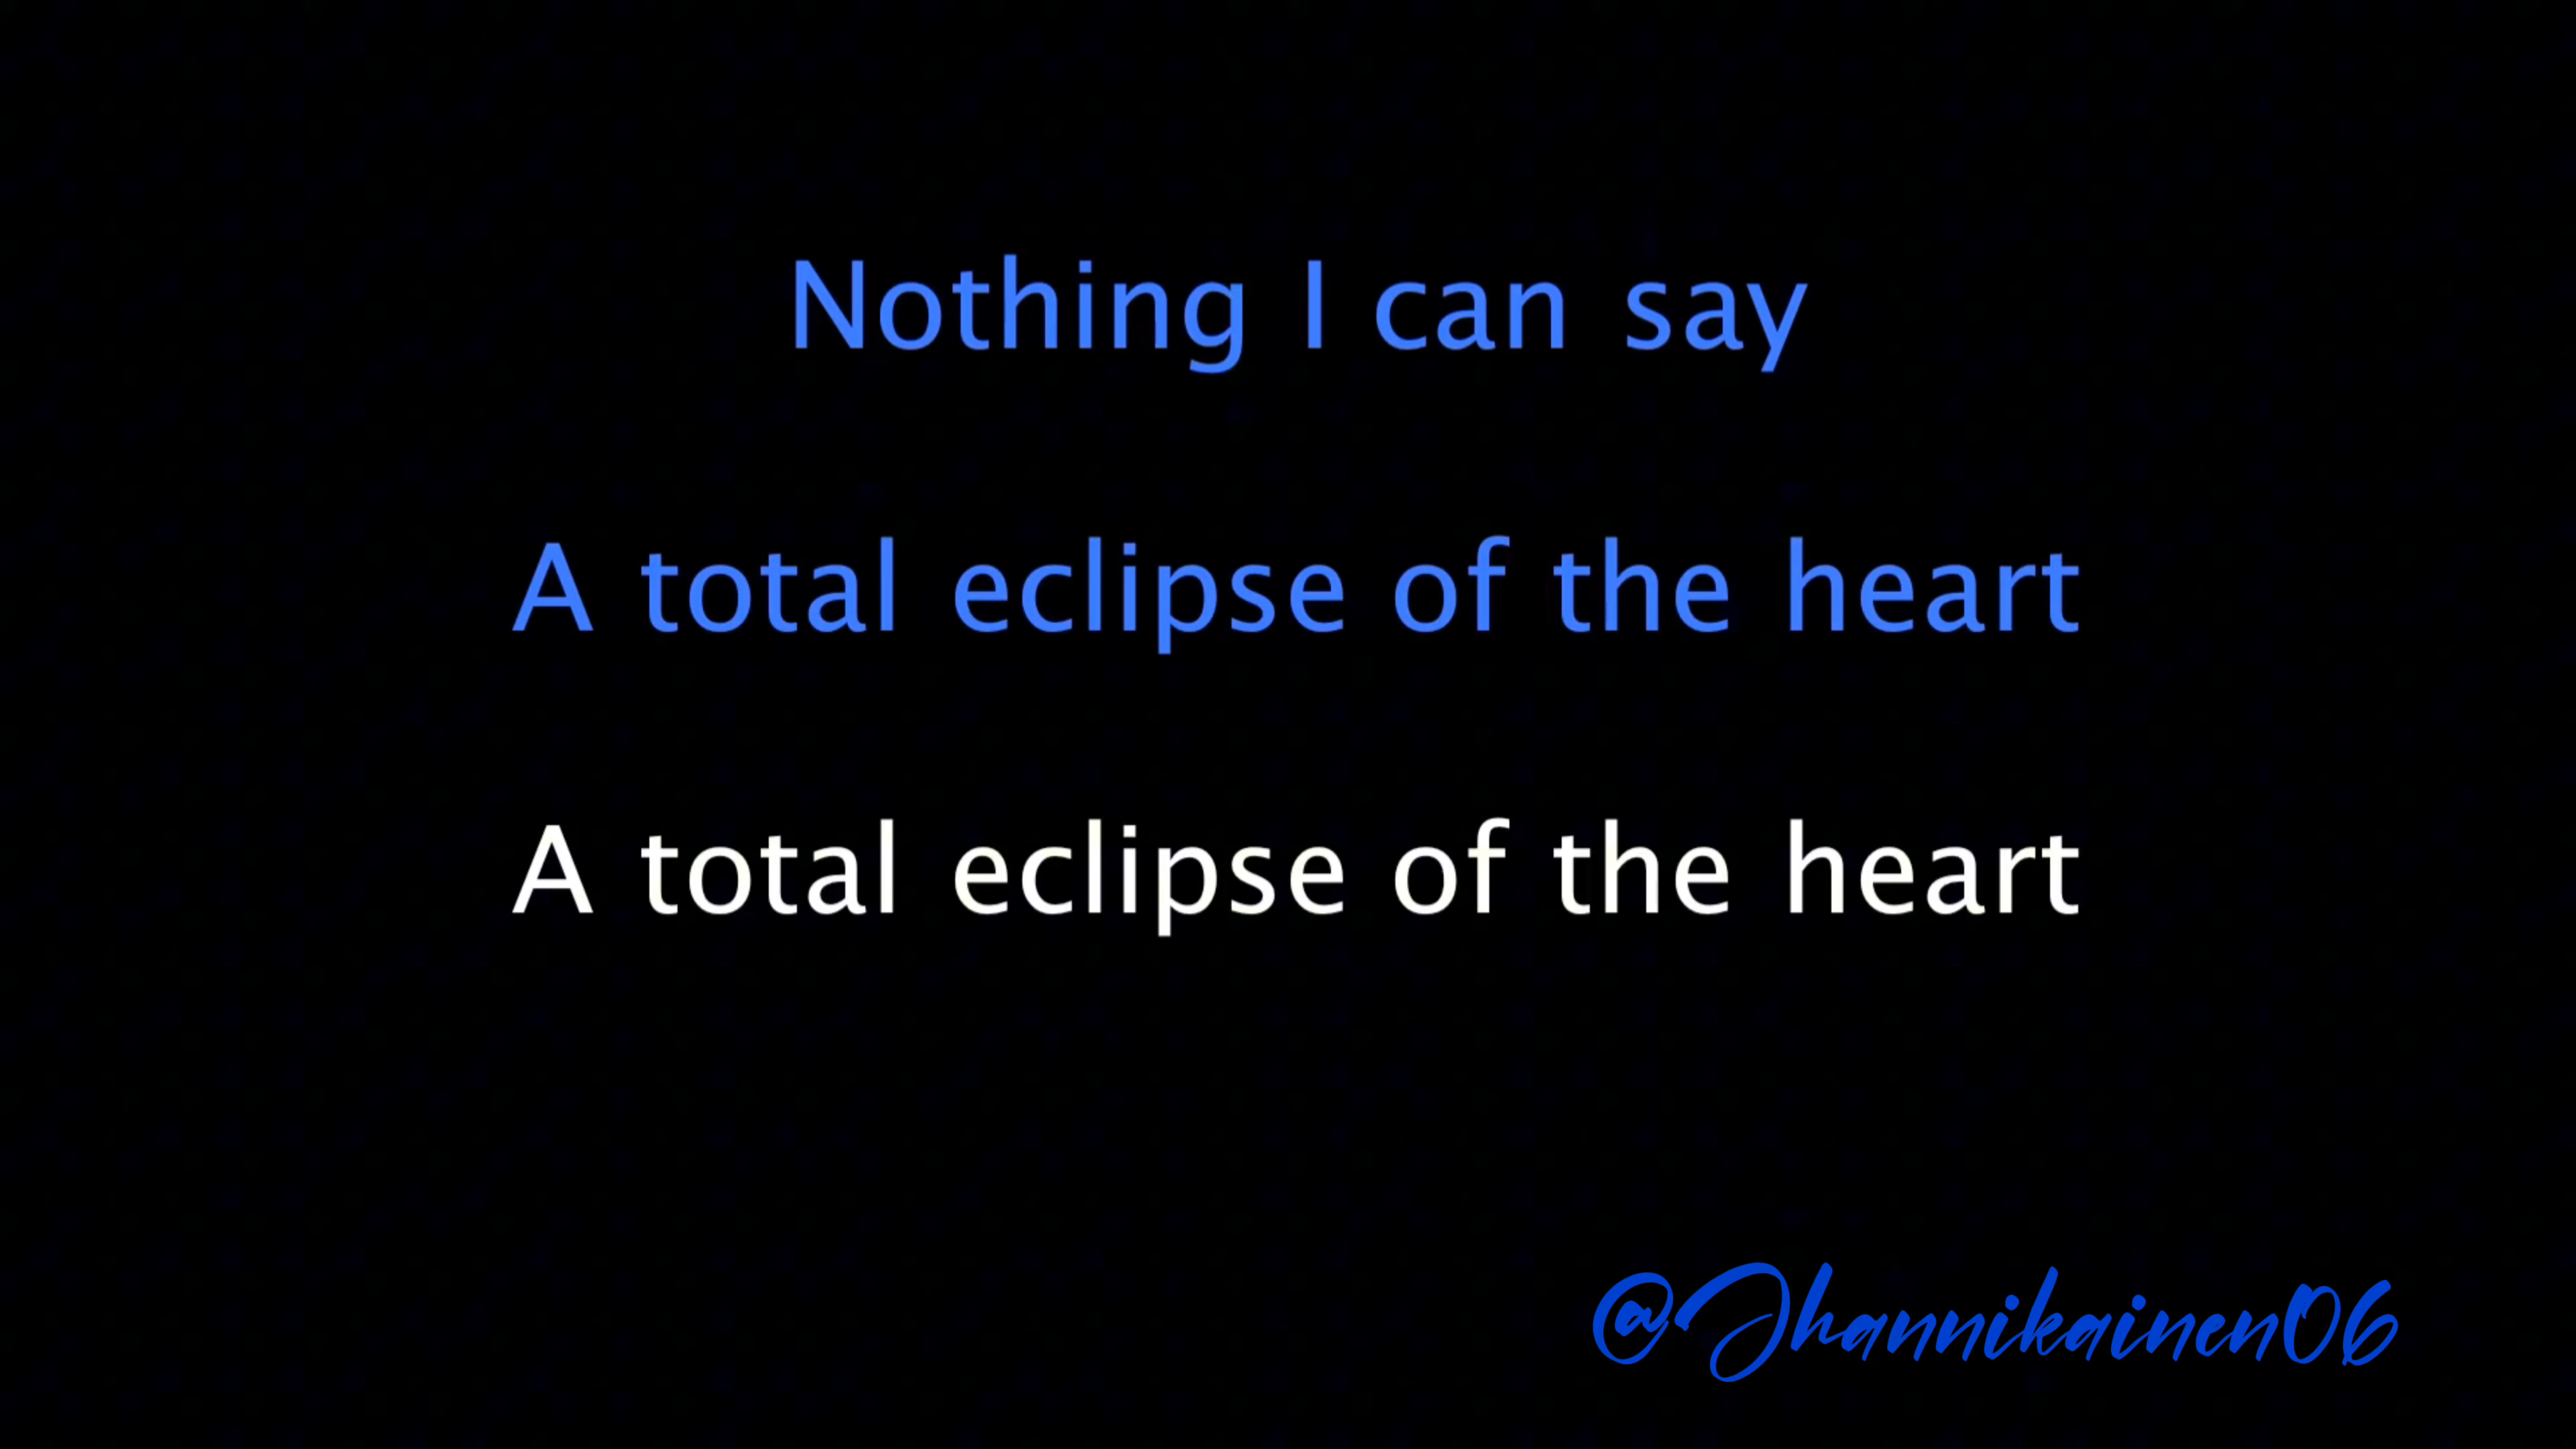 Nothing I can say
A total eclipse of the heart
A total eclipse of the heart
@Jhannikainen06